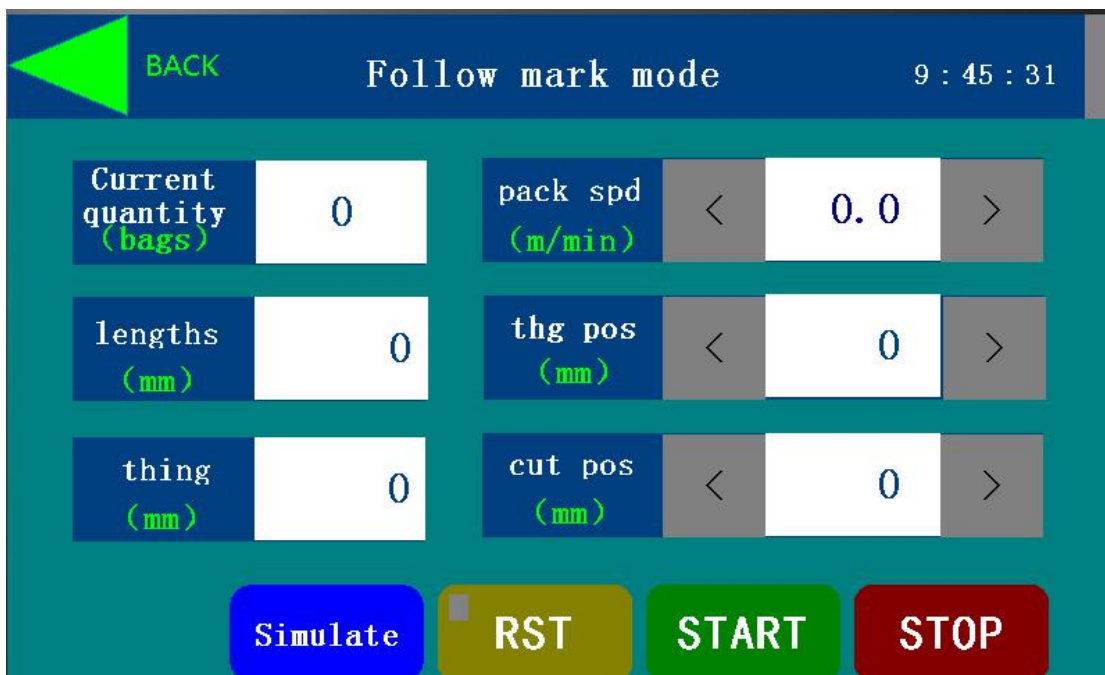 BACK
Follow mark mode
9:45:31
Current
quantity
(bags)
0
pack spd
(m/min)
<
0.0
>
lengths
(mm)
0
thg pos
(mm)
<
0
>
thing
(mm)
0
cut pos
(mm)
<
0
>
Simulate
RST
START
STOP